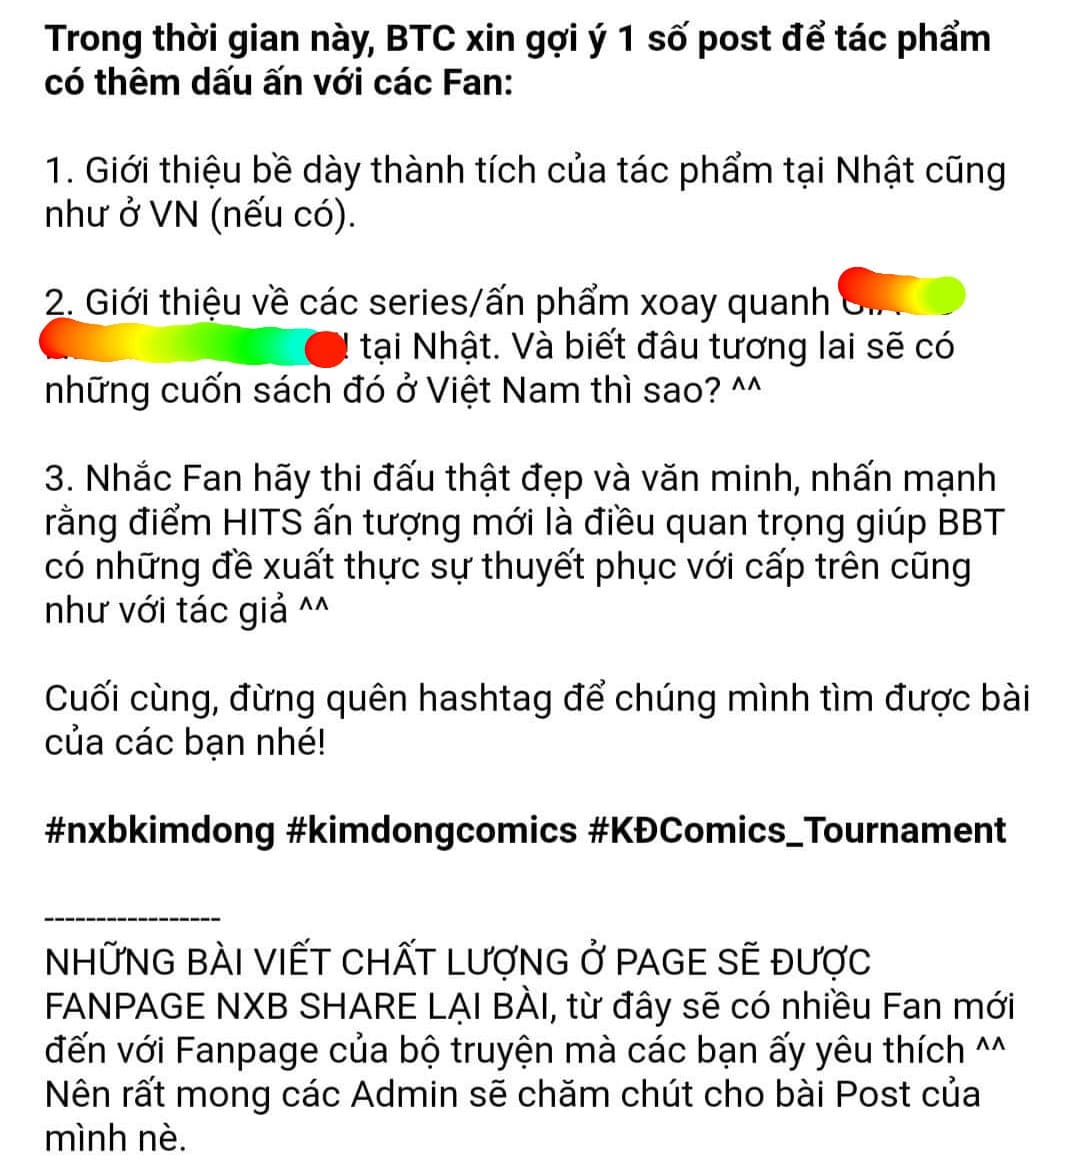 Trong thời gian này, BTC xin gợi ý 1 số post để tác phẩm
có thêm dấu ấn với các Fan:
1. Giới thiệu bề dày thành tích của tác phẩm tại Nhật cũng
như ở VN (nếu có).
2. Giới thiệu về các series/ấn phẩm xoay quanh
! tại Nhật. Và biết đâu tương lai sẽ có
những cuốn sách đó ở Việt Nam thì sao? ^^
3. Nhắc Fan hãy thi đấu thật đẹp và văn minh, nhấn mạnh
rằng điểm HITS ấn tượng mới là điều quan trọng giúp BBT
có những đề xuất thực sự thuyết phục với cấp trên cũng
như với tác giả ^^
Cuối cùng, đừng quên hashtag để chúng mình tìm được bài
của các bạn nhé!
#nxbkimdong #kimdongcomics #KĐComics_Tournament
-----------------
NHỮNG BÀI VIẾT CHẤT LƯỢNG Ở PAGE SẼ ĐƯỢC
FANPAGE NXB SHARE LẠI BÀI, từ đây sẽ có nhiều Fan mới
đến với Fanpage của bộ truyện mà các bạn ấy yêu thích ^^
Nên rất mong các Admin sẽ chăm chút cho bài Post của
mình nè.